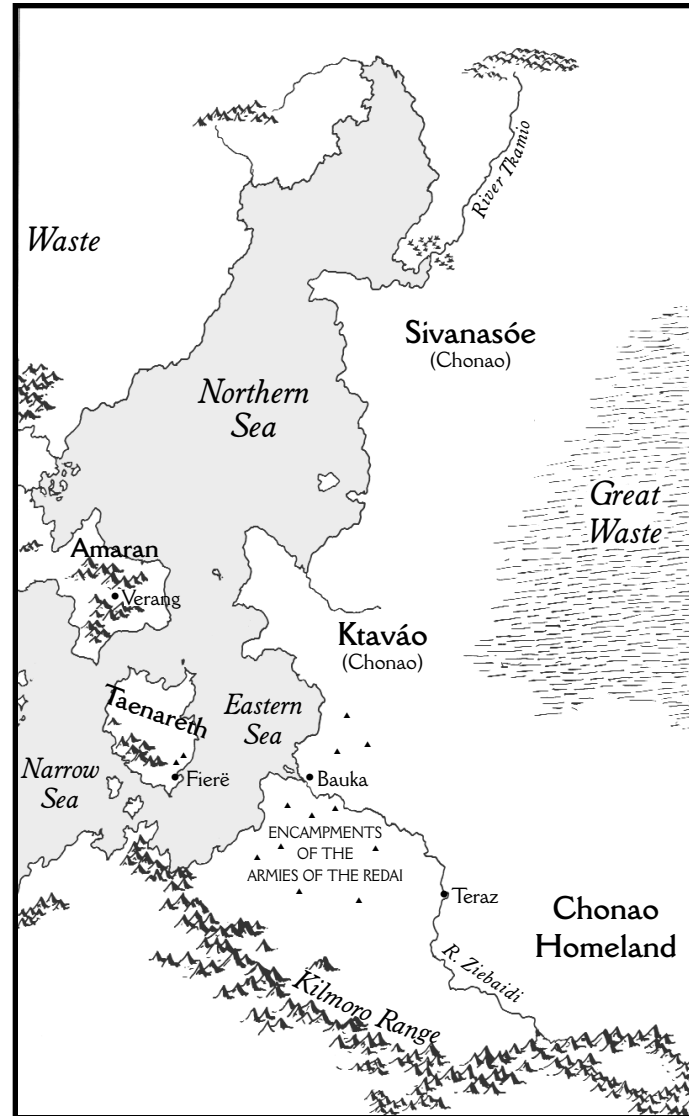 River Tkamio
Waste
Sivanasóe
(Chonao)
Northern
Sea
Great
Waste
Amaran
Verang
Ktaváo
(Chonao)
Taenaréth
Eastern
Sea
Narrow
Sea
Fierë
Bauka
ENCAMPMENTS
OF THE
ARMIES OF THE REDAI
Teraz
Chonao
Homeland
R. Ziebaidi
Kilmoro Range